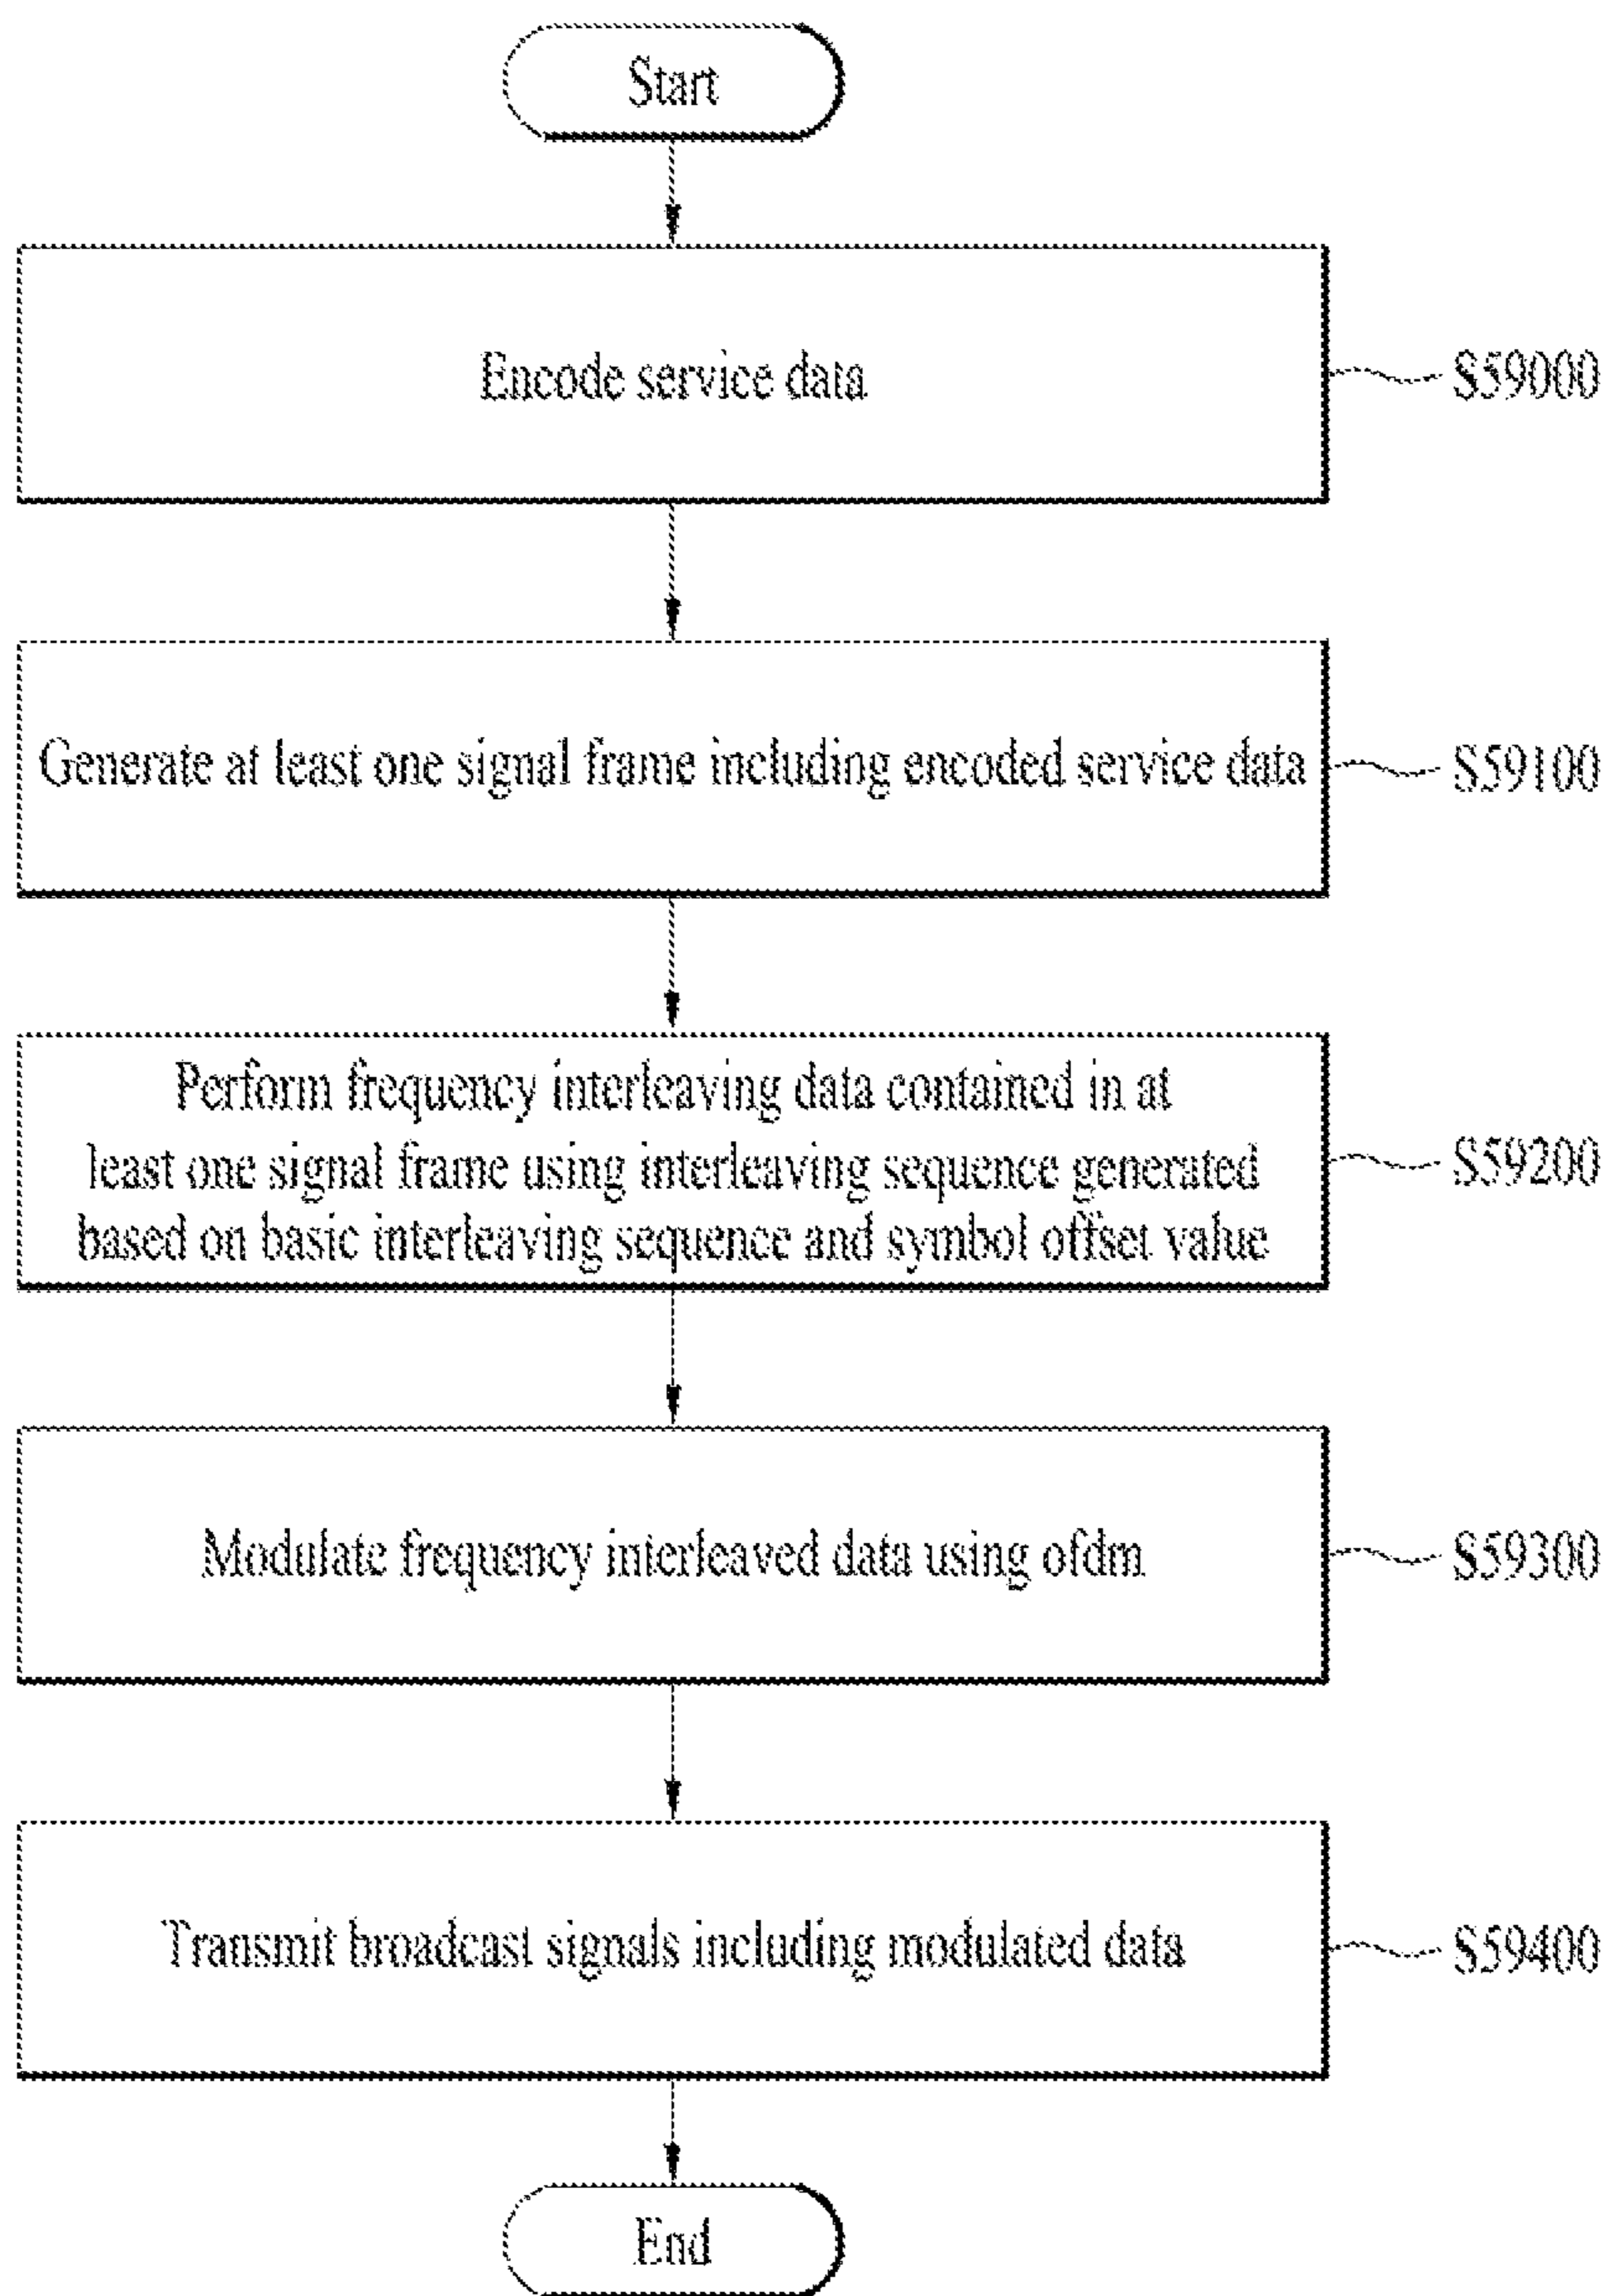 Start
Encode service data
S59000
Generate at least one signal frame including encoded service data
S59100
Perform frequency interleaving data contained in at
least one signal frame using interleaving sequence generated
based on basic interleaving sequence and symbol offset value
S59200
Modulate frequency interleaved data using ofdm
S59300
Transmit broadcast signals including modulated data
S59400
End